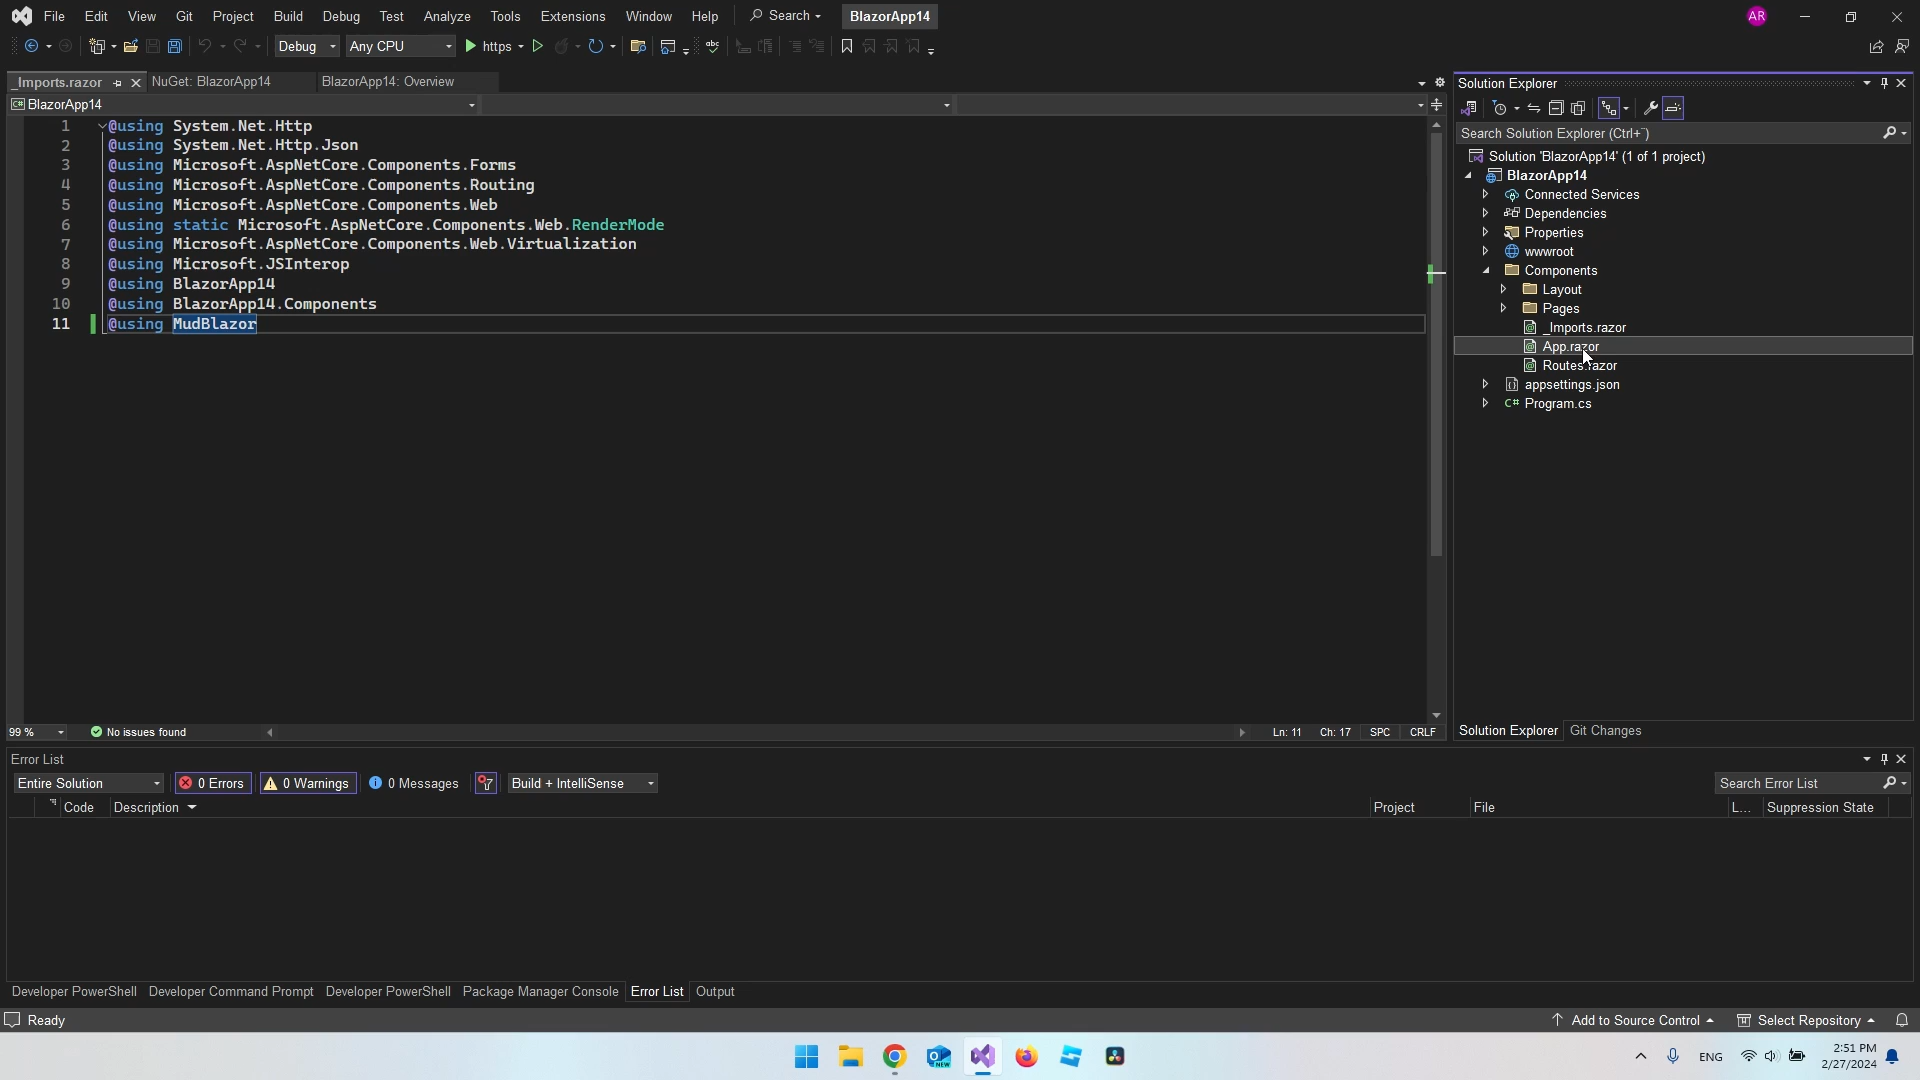 File Edit View Git Project Build Debug Test Analyze Tools Extensions Window Help Search BlazorApp14 AR
Debug Any CPU https abc
_Imports.razor NuGet: BlazorApp14 BlazorApp14: Overview
C# BlazorApp14
1 @using System.Net.Http
2 @using System.Net.Http.Json
3 @using Microsoft.AspNetCore.Components.Forms
4 @using Microsoft.AspNetCore.Components.Routing
5 @using Microsoft.AspNetCore.Components.Web
6 @using static Microsoft.AspNetCore.Components.Web.RenderMode
7 @using Microsoft.AspNetCore.Components.Web.Virtualization
8 @using Microsoft.JSInterop
9 @using BlazorApp14
10 @using BlazorApp14.Components
11 @using MudBlazor
99 % No issues found Ln: 11 Ch: 17 SPC CRLF
Solution Explorer
Search Solution Explorer (Ctrl+¨)
Solution 'BlazorApp14' (1 of 1 project)
BlazorApp14
Connected Services
Dependencies
Properties
wwwroot
Components
Layout
Pages
_Imports.razor
App.razor
Routes.razor
appsettings.json
C# Program.cs
Solution Explorer Git Changes
Error List
Entire Solution 0 Errors 0 Warnings 0 Messages Build + IntelliSense Search Error List
Code Description Project File L... Suppression State
Developer PowerShell Developer Command Prompt Developer PowerShell Package Manager Console Error List Output
Ready Add to Source Control Select Repository
NEW ENG 2:51 PM
2/27/2024